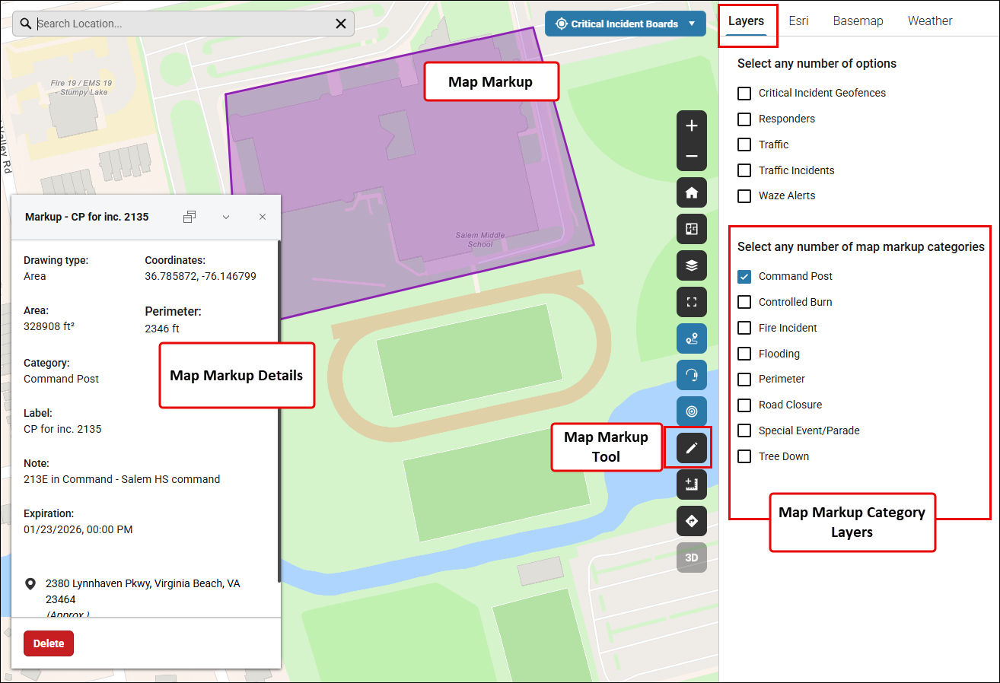 Search Location...
Critical Incident Boards
Layers
Esri
Basemap
Weather
Select any number of options
Critical Incident Geofences
Responders
Traffic
Traffic Incidents
Waze Alerts
Select any number of map markup categories
Command Post
Controlled Burn
Fire Incident
Flooding
Perimeter
Road Closure
Special Event/Parade
Tree Down
Map Markup Category
Layers
Map Markup
Fire 19 / EMS 19
- Stumpy Lake
Valley Rd
Salem Middle
School
Markup - CP for inc. 2135
Drawing type:
Area
Coordinates:
36.785872, -76.146799
Area:
328908 ft²
Perimeter:
2346 ft
Category:
Command Post
Map Markup Details
Label:
CP for inc. 2135
Note:
213E in Command - Salem HS command
Expiration:
01/23/2026, 00:00 PM
2380 Lynnhaven Pkwy, Virginia Beach, VA
23464
(Approx.)
Delete
Map Markup
Tool
3D